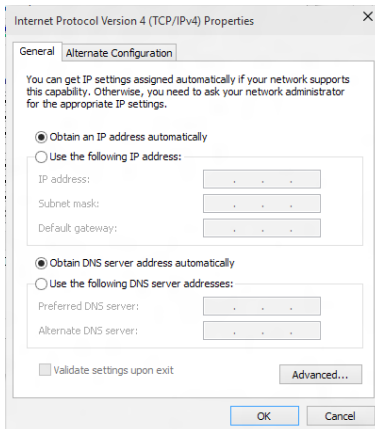 Internet Protocol Version 4 (TCP/IPv4) Properties
General
Alternate Configuration
You can get IP settings assigned automatically if your network supports
this capability. Otherwise, you need to ask your network administrator
for the appropriate IP settings.
Obtain an IP address automatically
Use the following IP address:
IP address:
Subnet mask:
Default gateway:
Obtain DNS server address automatically
Use the following DNS server addresses:
Preferred DNS server:
Alternate DNS server:
Validate settings upon exit
Advanced...
OK
Cancel